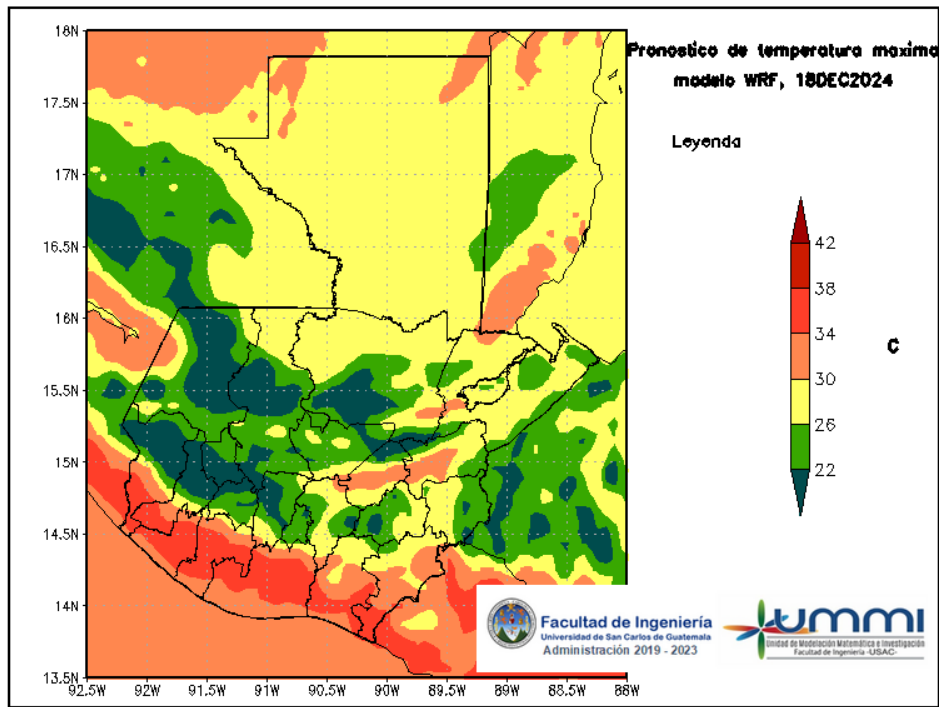 Pronostico de temperatura maxima
modelo WRF, 18DEC2024
Leyenda
42
38
34
30
26
22
C
18N
17.5N
17N
16.5N
16N
15.5N
15N
14.5N
14N
13.5N
92.5W
92W
91.5W
91W
90.5W
90W
89.5W
89W
88.5W
88W
Facultad de Ingeniería
Universidad de San Carlos de Guatemala
Administración 2019 - 2023
ummi
Unidad de Modelación Matemática e Investigación
Facultad de Ingeniería -USAC-